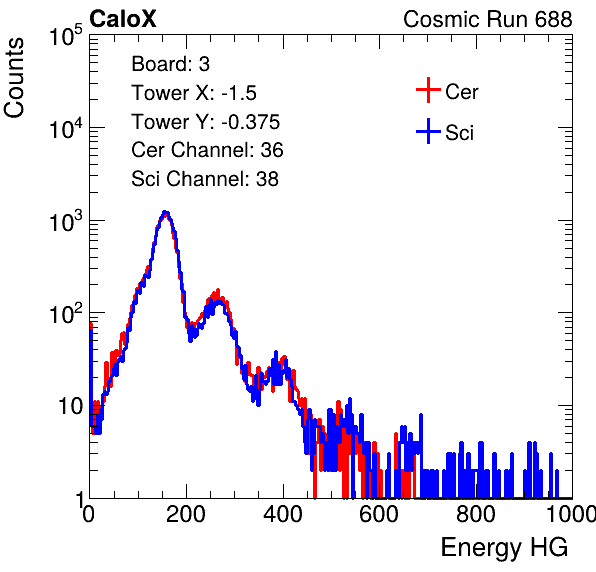 CaloX Cosmic Run 688
Counts
10^5
10^4
10^3
10^2
10
1
Board: 3
Tower X: -1.5
Tower Y: -0.375
Cer Channel: 36
Sci Channel: 38
Cer
Sci
0 200 400 600 800 1000
Energy HG